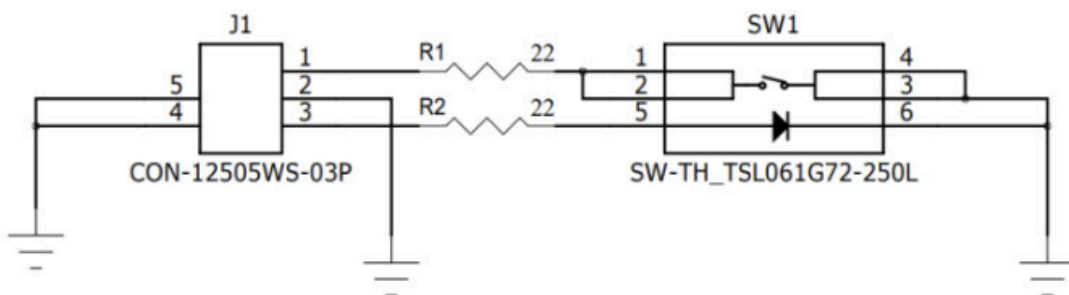 J1 SW1
1 R1 22 1 4
5 2 2 3
4 3 R2 22 5 6
CON-12505WS-03P SW-TH_TSL061G72-250L